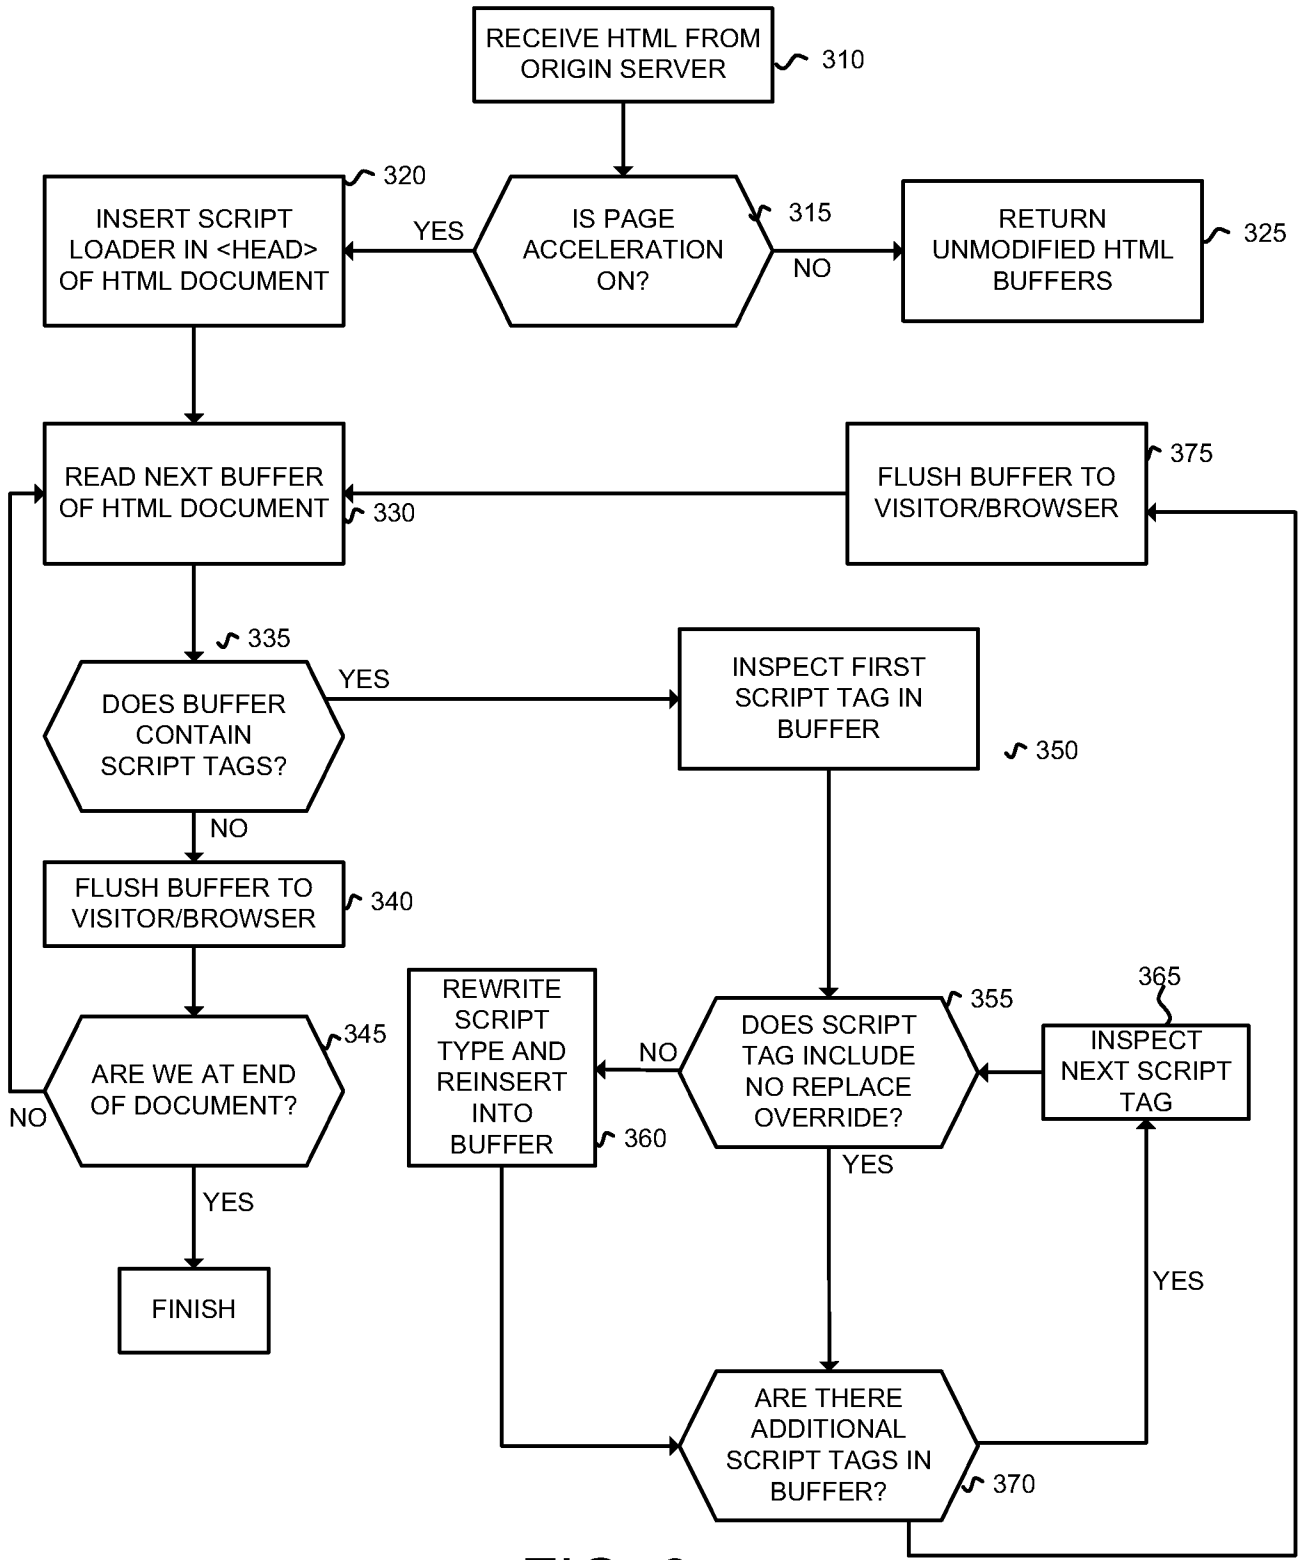 RECEIVE HTML FROM
ORIGIN SERVER
310
320
INSERT SCRIPT
LOADER IN <HEAD>
OF HTML DOCUMENT
YES
IS PAGE
ACCELERATION
ON?
315
NO
RETURN
UNMODIFIED HTML
BUFFERS
325
READ NEXT BUFFER
OF HTML DOCUMENT
330
FLUSH BUFFER TO
VISITOR/BROWSER
375
335
DOES BUFFER
CONTAIN
SCRIPT TAGS?
YES
INSPECT FIRST
SCRIPT TAG IN
BUFFER
350
NO
FLUSH BUFFER TO
VISITOR/BROWSER
340
345
ARE WE AT END
OF DOCUMENT?
NO
YES
FINISH
REWRITE
SCRIPT
TYPE AND
REINSERT
INTO
BUFFER
360
NO
355
DOES SCRIPT
TAG INCLUDE
NO REPLACE
OVERRIDE?
YES
365
INSPECT
NEXT SCRIPT
TAG
YES
ARE THERE
ADDITIONAL
SCRIPT TAGS IN
BUFFER?
370